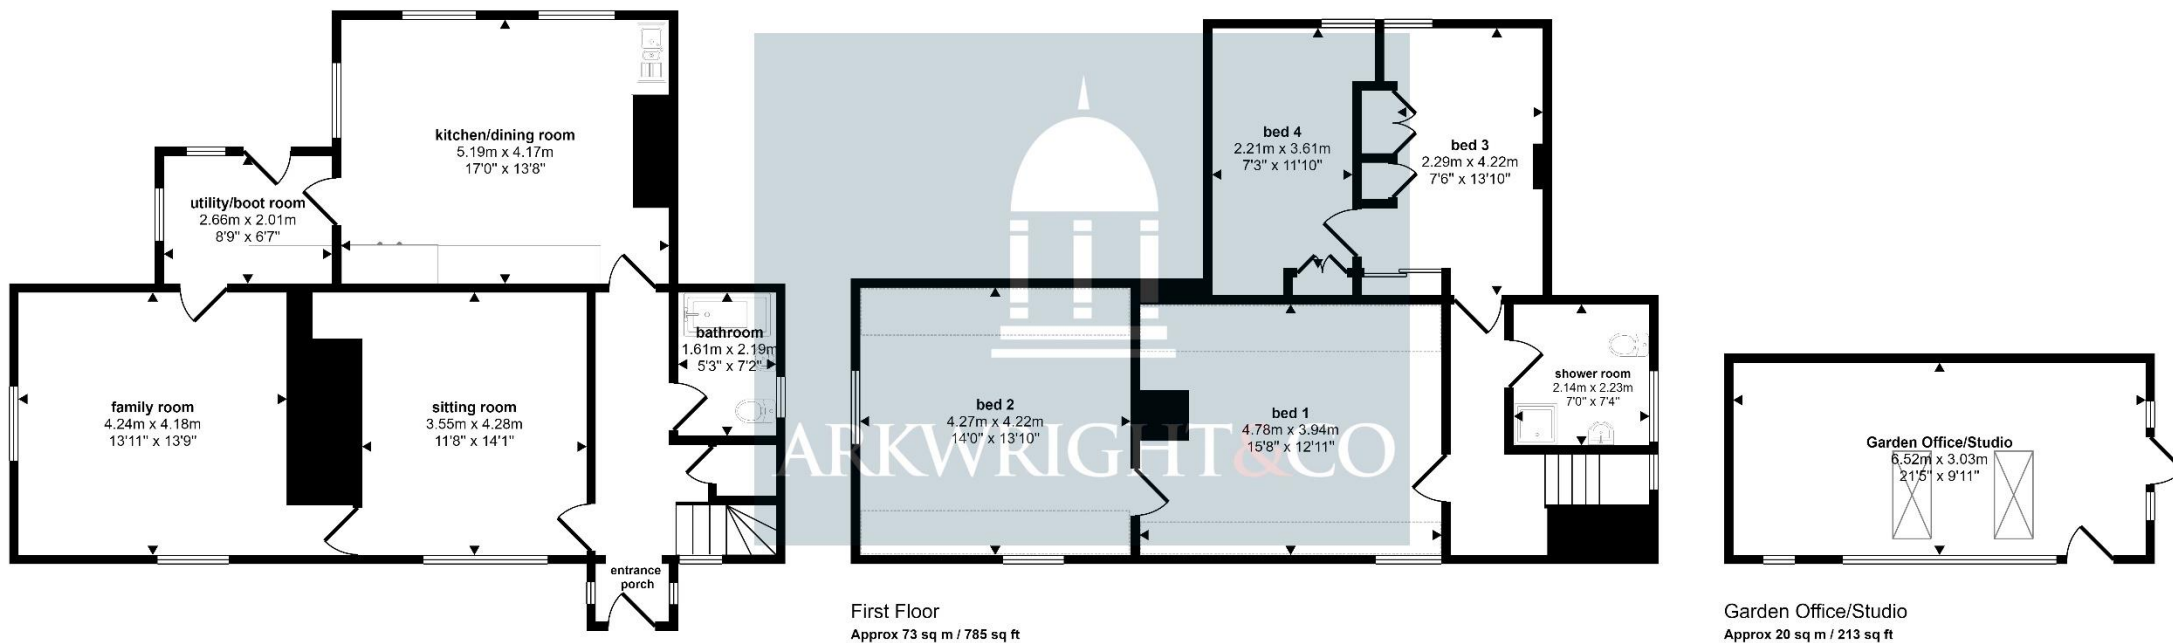 kitchen/dining room
5.19m x 4.17m
17'0" x 13'8"
utility/boot room
2.66m x 2.01m
8'9" x 6'7"
family room
4.24m x 4.18m
13'11" x 13'9"
sitting room
3.55m x 4.28m
11'8" x 14'1"
bathroom
1.61m x 2.19m
5'3" x 7'2"
entrance
porch
bed 4
2.21m x 3.61m
7'3" x 11'10"
bed 3
2.29m x 4.22m
7'6" x 13'10"
bed 2
4.27m x 4.22m
14'0" x 13'10"
bed 1
4.78m x 3.94m
15'8" x 12'11"
shower room
2.14m x 2.23m
7'0" x 7'4"
ARKWRIGHT&CO
First Floor
Approx 73 sq m / 785 sq ft
Garden Office/Studio
6.52m x 3.03m
21'5" x 9'11"
Garden Office/Studio
Approx 20 sq m / 213 sq ft